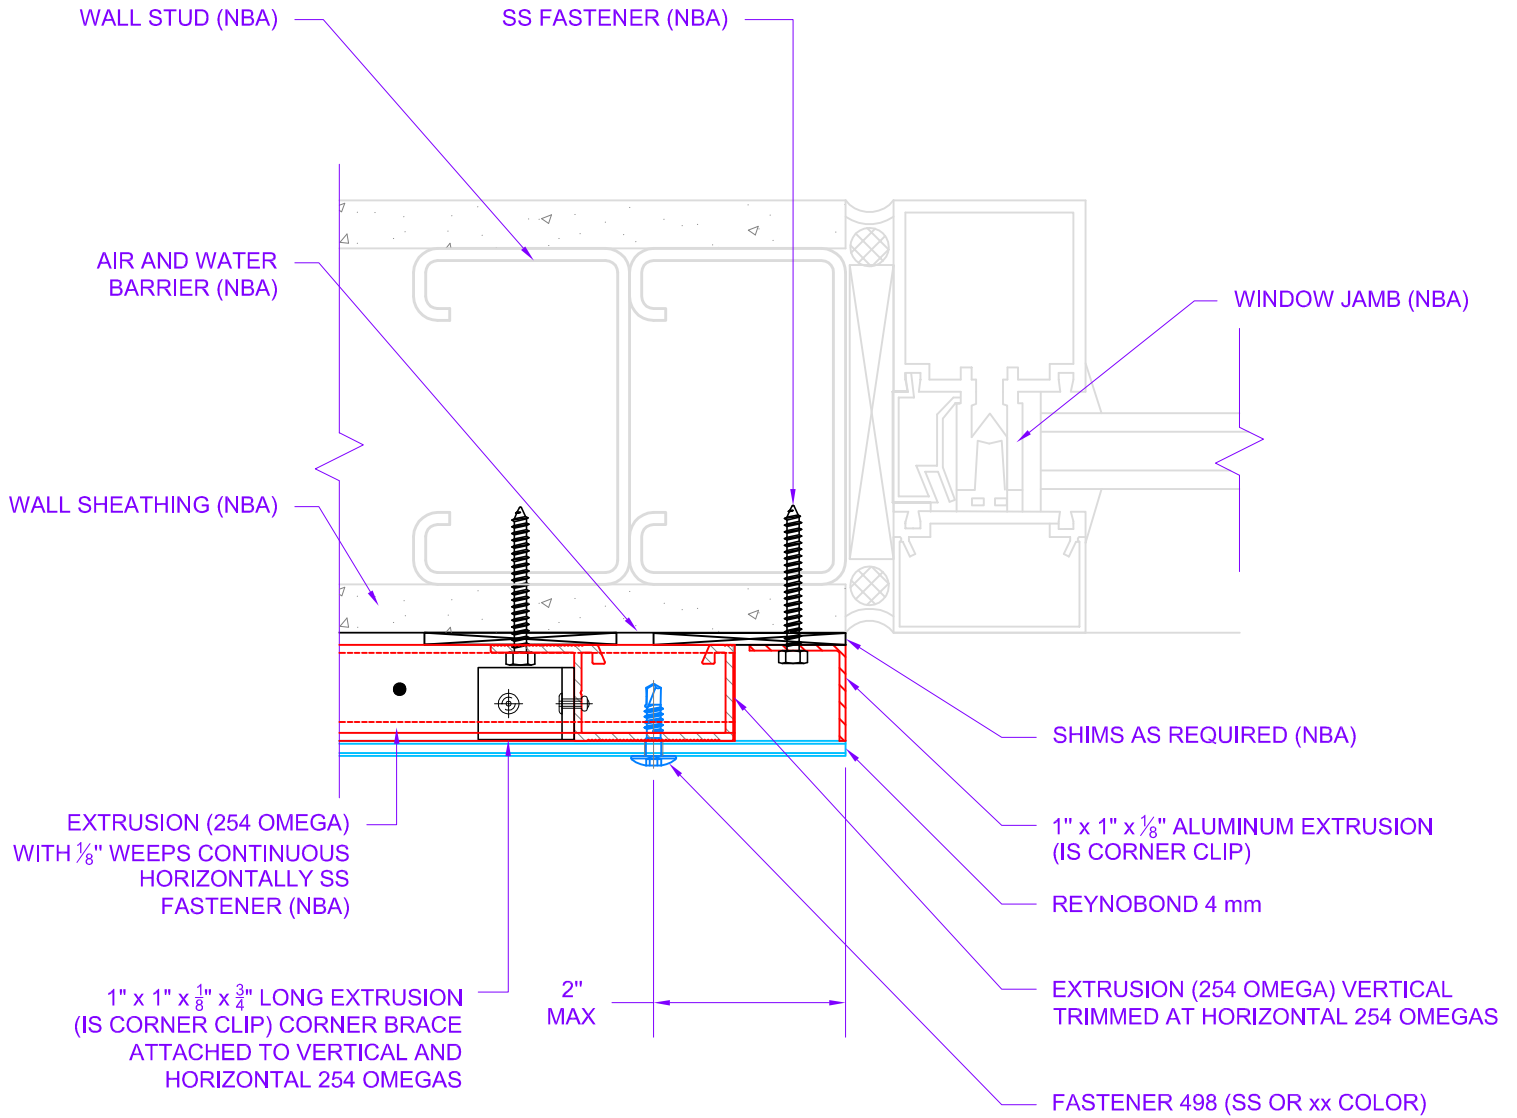 WALL STUD (NBA)
SS FASTENER (NBA)
AIR AND WATER
BARRIER (NBA)
WINDOW JAMB (NBA)
WALL SHEATHING (NBA)
SHIMS AS REQUIRED (NBA)
EXTRUSION (254 OMEGA)
WITH ⅛" WEEPS CONTINUOUS
HORIZONTALLY SS
FASTENER (NBA)
1" x 1" x ⅛" ALUMINUM EXTRUSION
(IS CORNER CLIP)
REYNOBOND 4 mm
1" x 1" x ⅛" x ¾" LONG EXTRUSION
(IS CORNER CLIP) CORNER BRACE
ATTACHED TO VERTICAL AND
HORIZONTAL 254 OMEGAS
2"
MAX
EXTRUSION (254 OMEGA) VERTICAL
TRIMMED AT HORIZONTAL 254 OMEGAS
FASTENER 498 (SS OR xx COLOR)